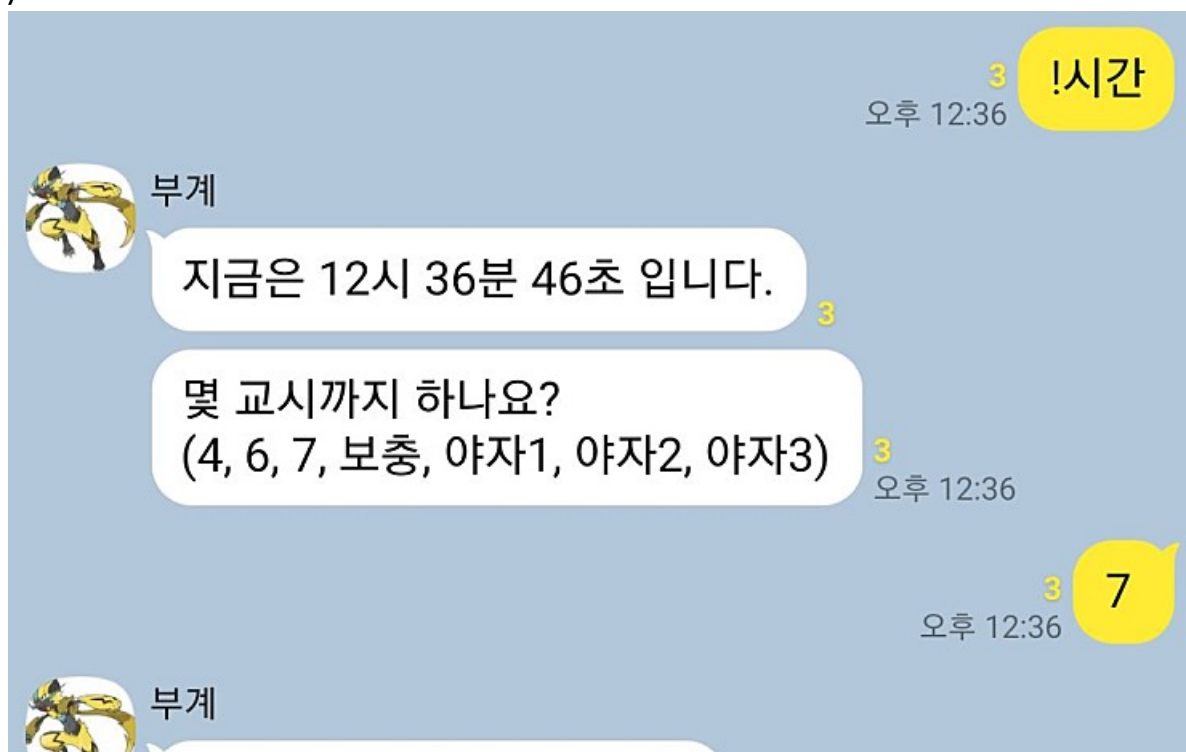 !시간
3
오후 12:36
부계
지금은 12시 36분 46초 입니다.
3
몇 교시까지 하나요?
(4, 6, 7, 보충, 야자1, 야자2, 야자3)
3
오후 12:36
7
3
오후 12:36
부계